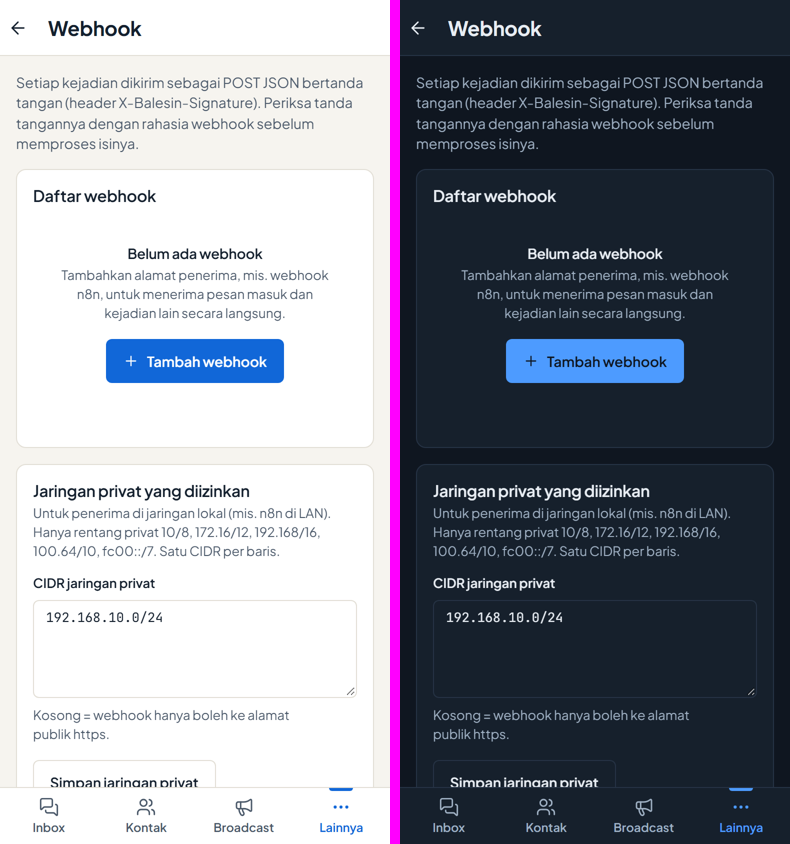 Webhook
Setiap kejadian dikirim sebagai POST JSON bertanda
tangan (header X-Balesin-Signature). Periksa tanda
tangannya dengan rahasia webhook sebelum
memproses isinya.
Daftar webhook
Belum ada webhook
Tambahkan alamat penerima, mis. webhook
n8n, untuk menerima pesan masuk dan
kejadian lain secara langsung.
+ Tambah webhook
Jaringan privat yang diizinkan
Untuk penerima di jaringan lokal (mis. n8n di LAN).
Hanya rentang privat 10/8, 172.16/12, 192.168/16,
100.64/10, fc00::/7. Satu CIDR per baris.
CIDR jaringan privat
192.168.10.0/24
Kosong = webhook hanya boleh ke alamat
publik https.
Simpan jaringan privat
Inbox
Kontak
Broadcast
Lainnya
Webhook
Setiap kejadian dikirim sebagai POST JSON bertanda
tangan (header X-Balesin-Signature). Periksa tanda
tangannya dengan rahasia webhook sebelum
memproses isinya.
Daftar webhook
Belum ada webhook
Tambahkan alamat penerima, mis. webhook
n8n, untuk menerima pesan masuk dan
kejadian lain secara langsung.
+ Tambah webhook
Jaringan privat yang diizinkan
Untuk penerima di jaringan lokal (mis. n8n di LAN).
Hanya rentang privat 10/8, 172.16/12, 192.168/16,
100.64/10, fc00::/7. Satu CIDR per baris.
CIDR jaringan privat
192.168.10.0/24
Kosong = webhook hanya boleh ke alamat
publik https.
Simpan jaringan privat
Inbox
Kontak
Broadcast
Lainnya